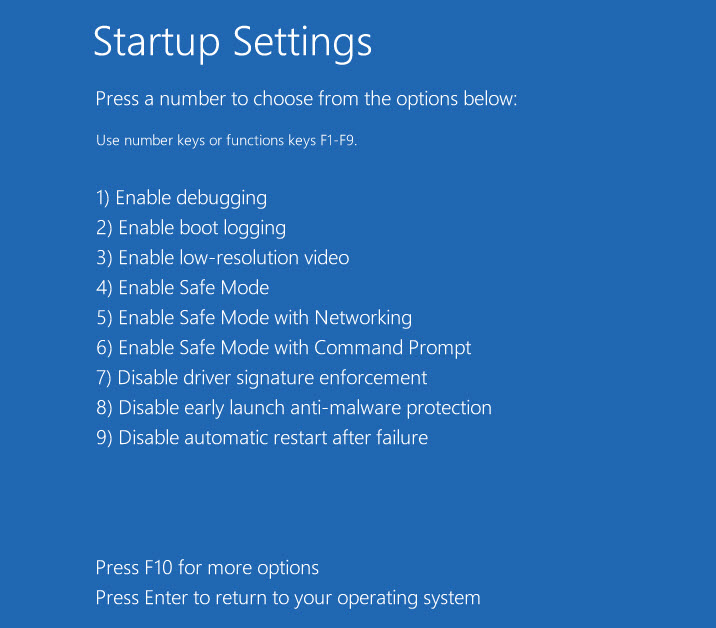 Startup Settings
Press a number to choose from the options below:
Use number keys or functions keys F1-F9.
1) Enable debugging
2) Enable boot logging
3) Enable low-resolution video
4) Enable Safe Mode
5) Enable Safe Mode with Networking
6) Enable Safe Mode with Command Prompt
7) Disable driver signature enforcement
8) Disable early launch anti-malware protection
9) Disable automatic restart after failure
Press F10 for more options
Press Enter to return to your operating system